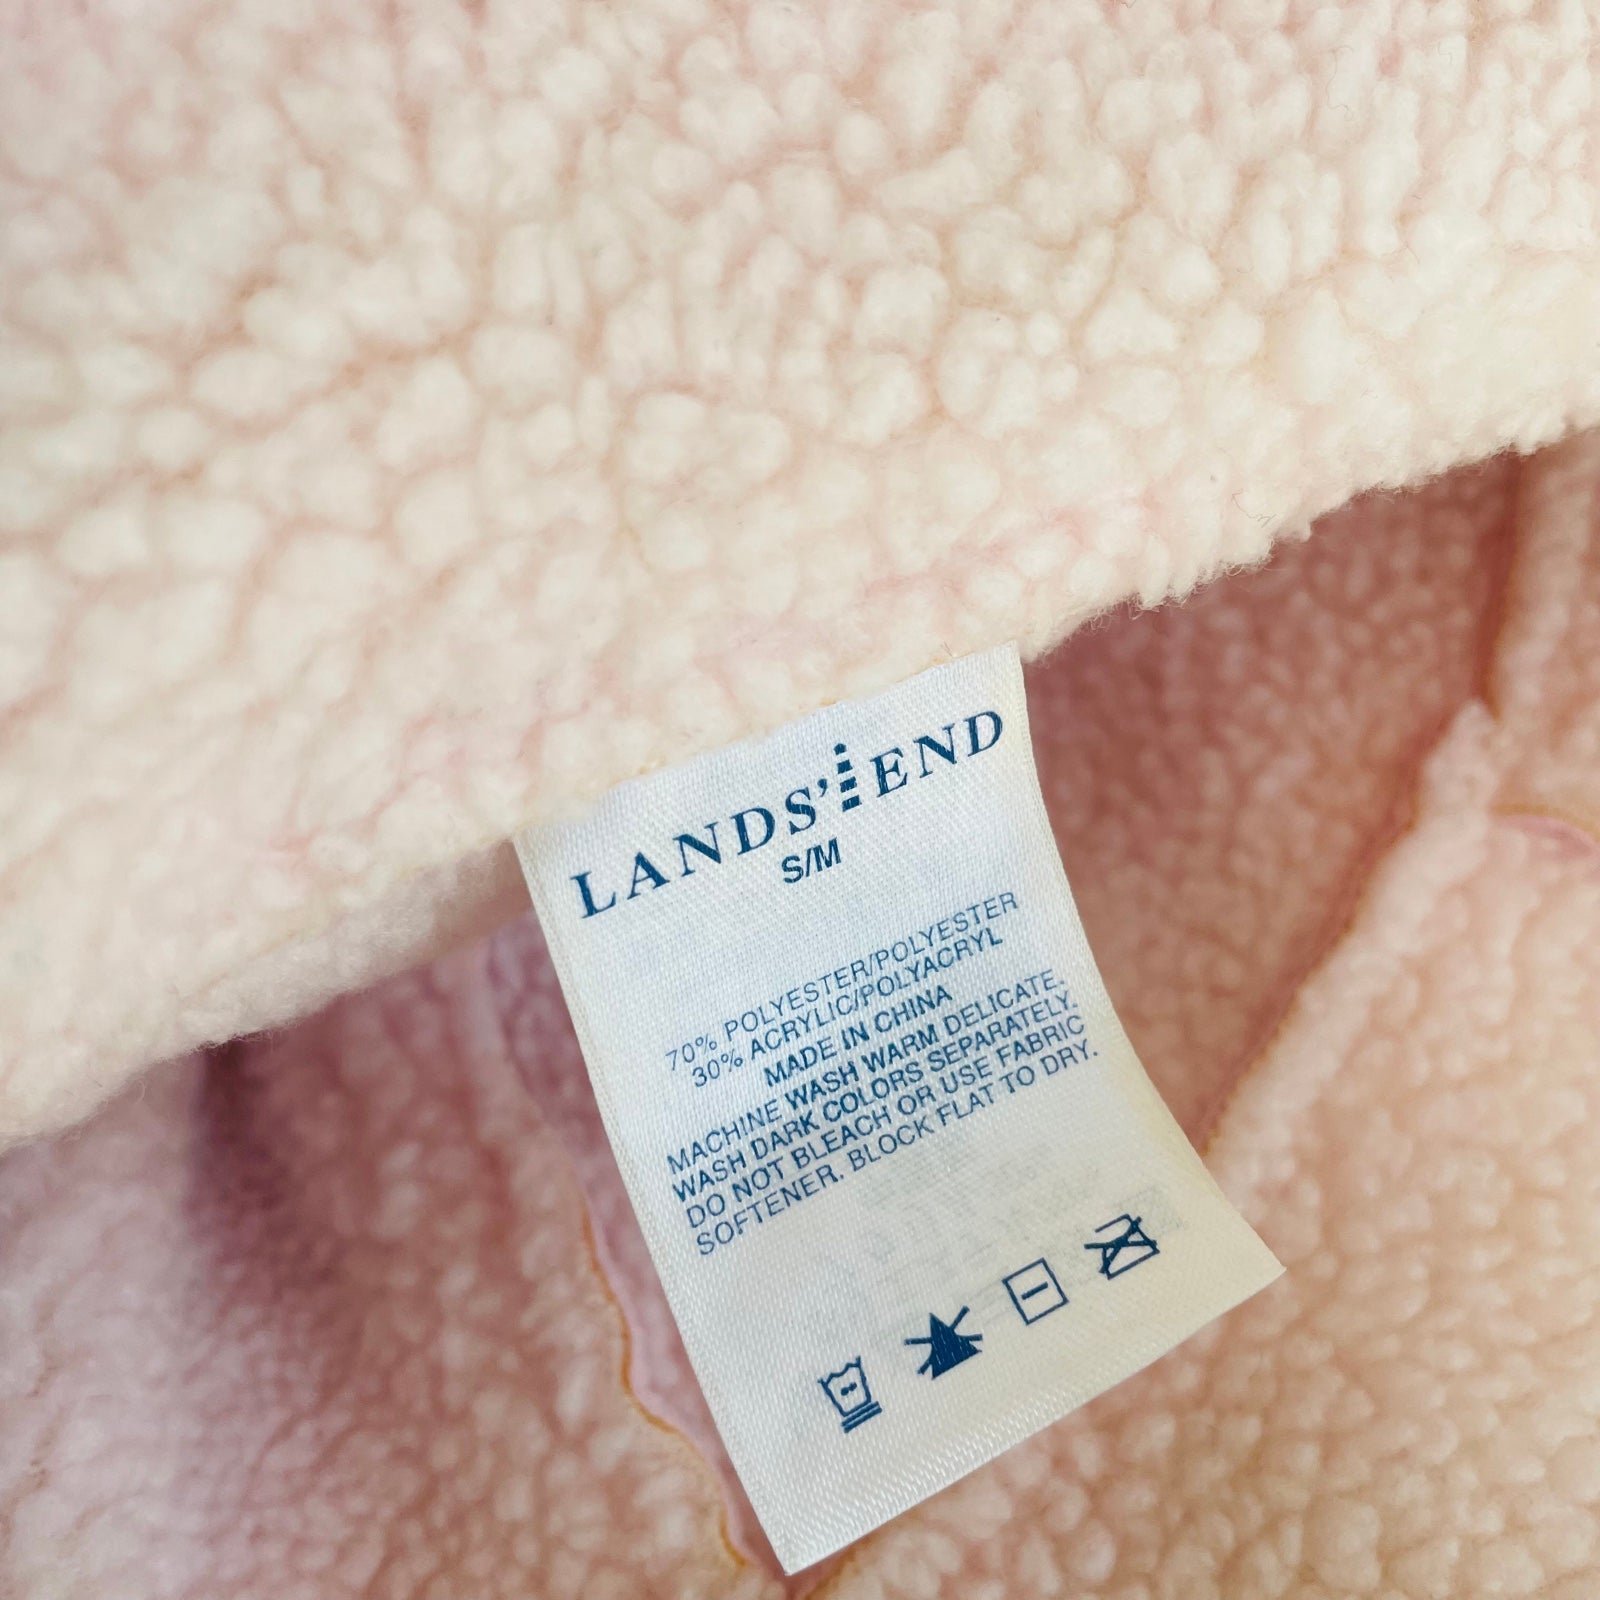 LANDS' END
S/M
70% POLYESTER/POLYESTER
30% ACRYLIC/POLYACRYL
MADE IN CHINA
MACHINE WASH WARM DELICATE.
WASH DARK COLORS SEPARATELY.
DO NOT BLEACH OR USE FABRIC
SOFTENER. BLOCK FLAT TO DRY.